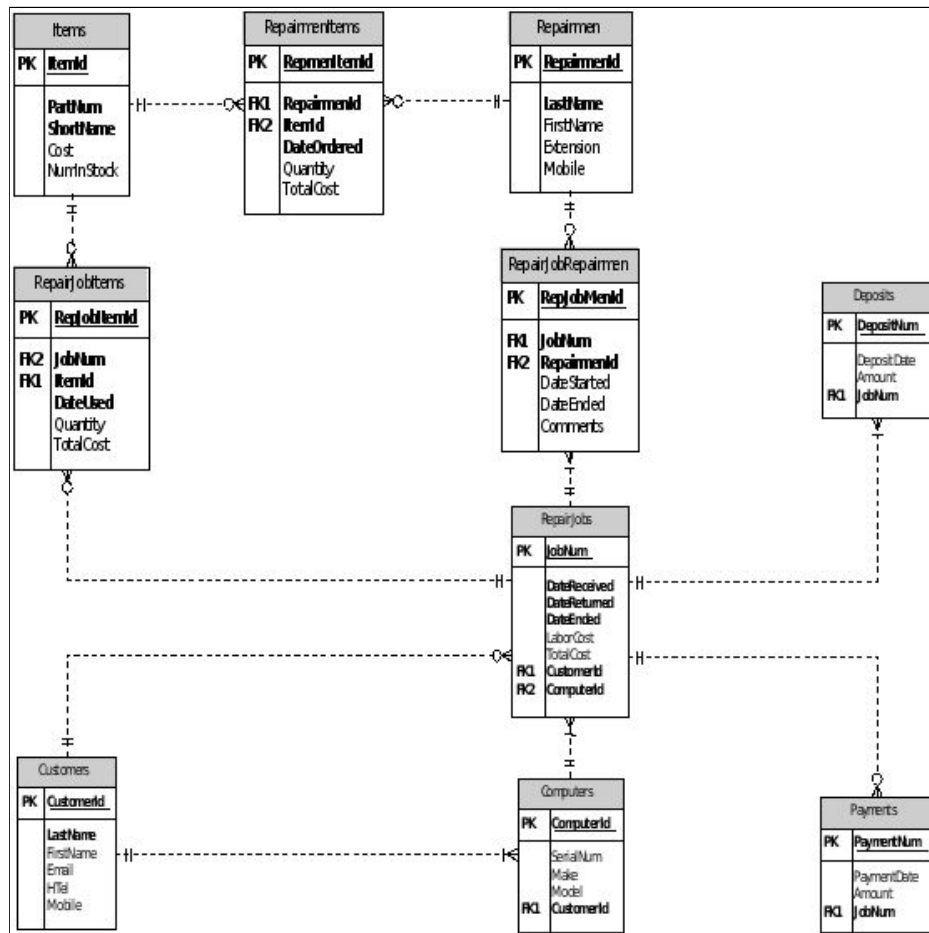 Items
PK ItemId
PartNum
ShortName
Cost
NumInStock
RepairmenItems
PK RepmenItemId
FK1 RepairmenId
FK2 ItemId
DateOrdered
Quantity
TotalCost
Repairmen
PK RepairmenId
LastName
FirstName
Extension
Mobile
RepairJobItems
PK RepJobItemId
FK2 JobNum
FK1 ItemId
DateUsed
Quantity
TotalCost
RepairJobRepairmen
PK RepJobMenId
FK1 JobNum
FK2 RepairmenId
DateStarted
DateEnded
Comments
Deposits
PK DepositNum
DepositDate
Amount
FK1 JobNum
RepairJobs
PK JobNum
DateReceived
DateReturned
DateEnded
LaborCost
TotalCost
FK1 CustomerId
FK2 ComputerId
Customers
PK CustomerId
LastName
FirstName
Email
HTel
Mobile
Computers
PK ComputerId
SerialNum
Make
Model
FK1 CustomerId
Payments
PK PaymentNum
PaymentDate
Amount
FK1 JobNum